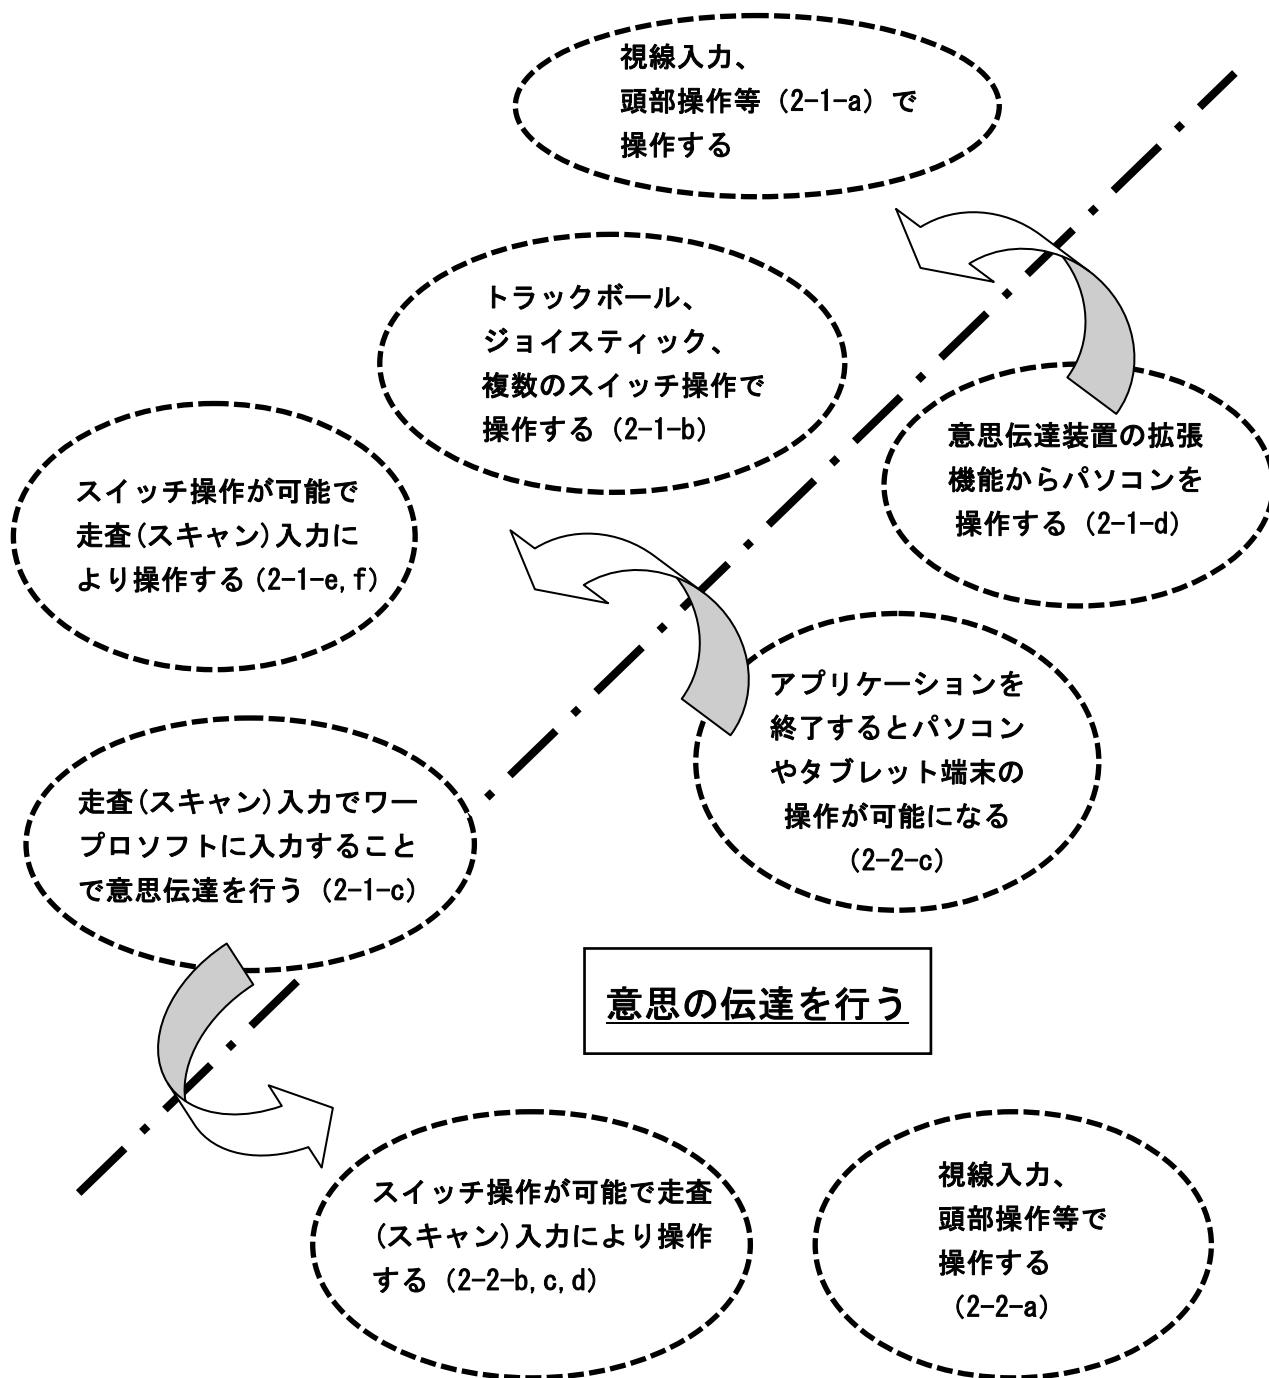 視線入力、
頭部操作等（2-1-a）で
操作する
トラックボール、
ジョイスティック、
複数のスイッチ操作で
操作する（2-1-b）
意思伝達装置の拡張
機能からパソコンを
操作する（2-1-d）
スイッチ操作が可能で
走査(スキャン)入力に
より操作する(2-1-e,f)
アプリケーションを
終了するとパソコン
やタブレット端末の
操作が可能になる
（2-2-c）
走査(スキャン)入力でワー
プロソフトに入力すること
で意思伝達を行う（2-1-c）
意思の伝達を行う
スイッチ操作が可能で走査
(スキャン)入力により操作
する（2-2-b,c,d）
視線入力、
頭部操作等で
操作する
（2-2-a）